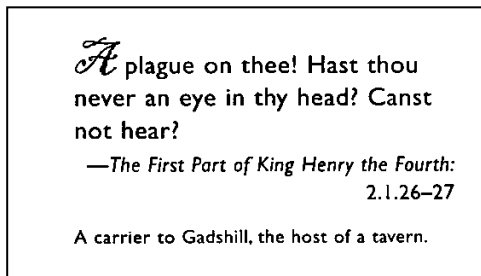 A plague on thee! Hast thou
never an eye in thy head? Canst
not hear?
—The First Part of King Henry the Fourth:
2.1.26–27
A carrier to Gadshill, the host of a tavern.